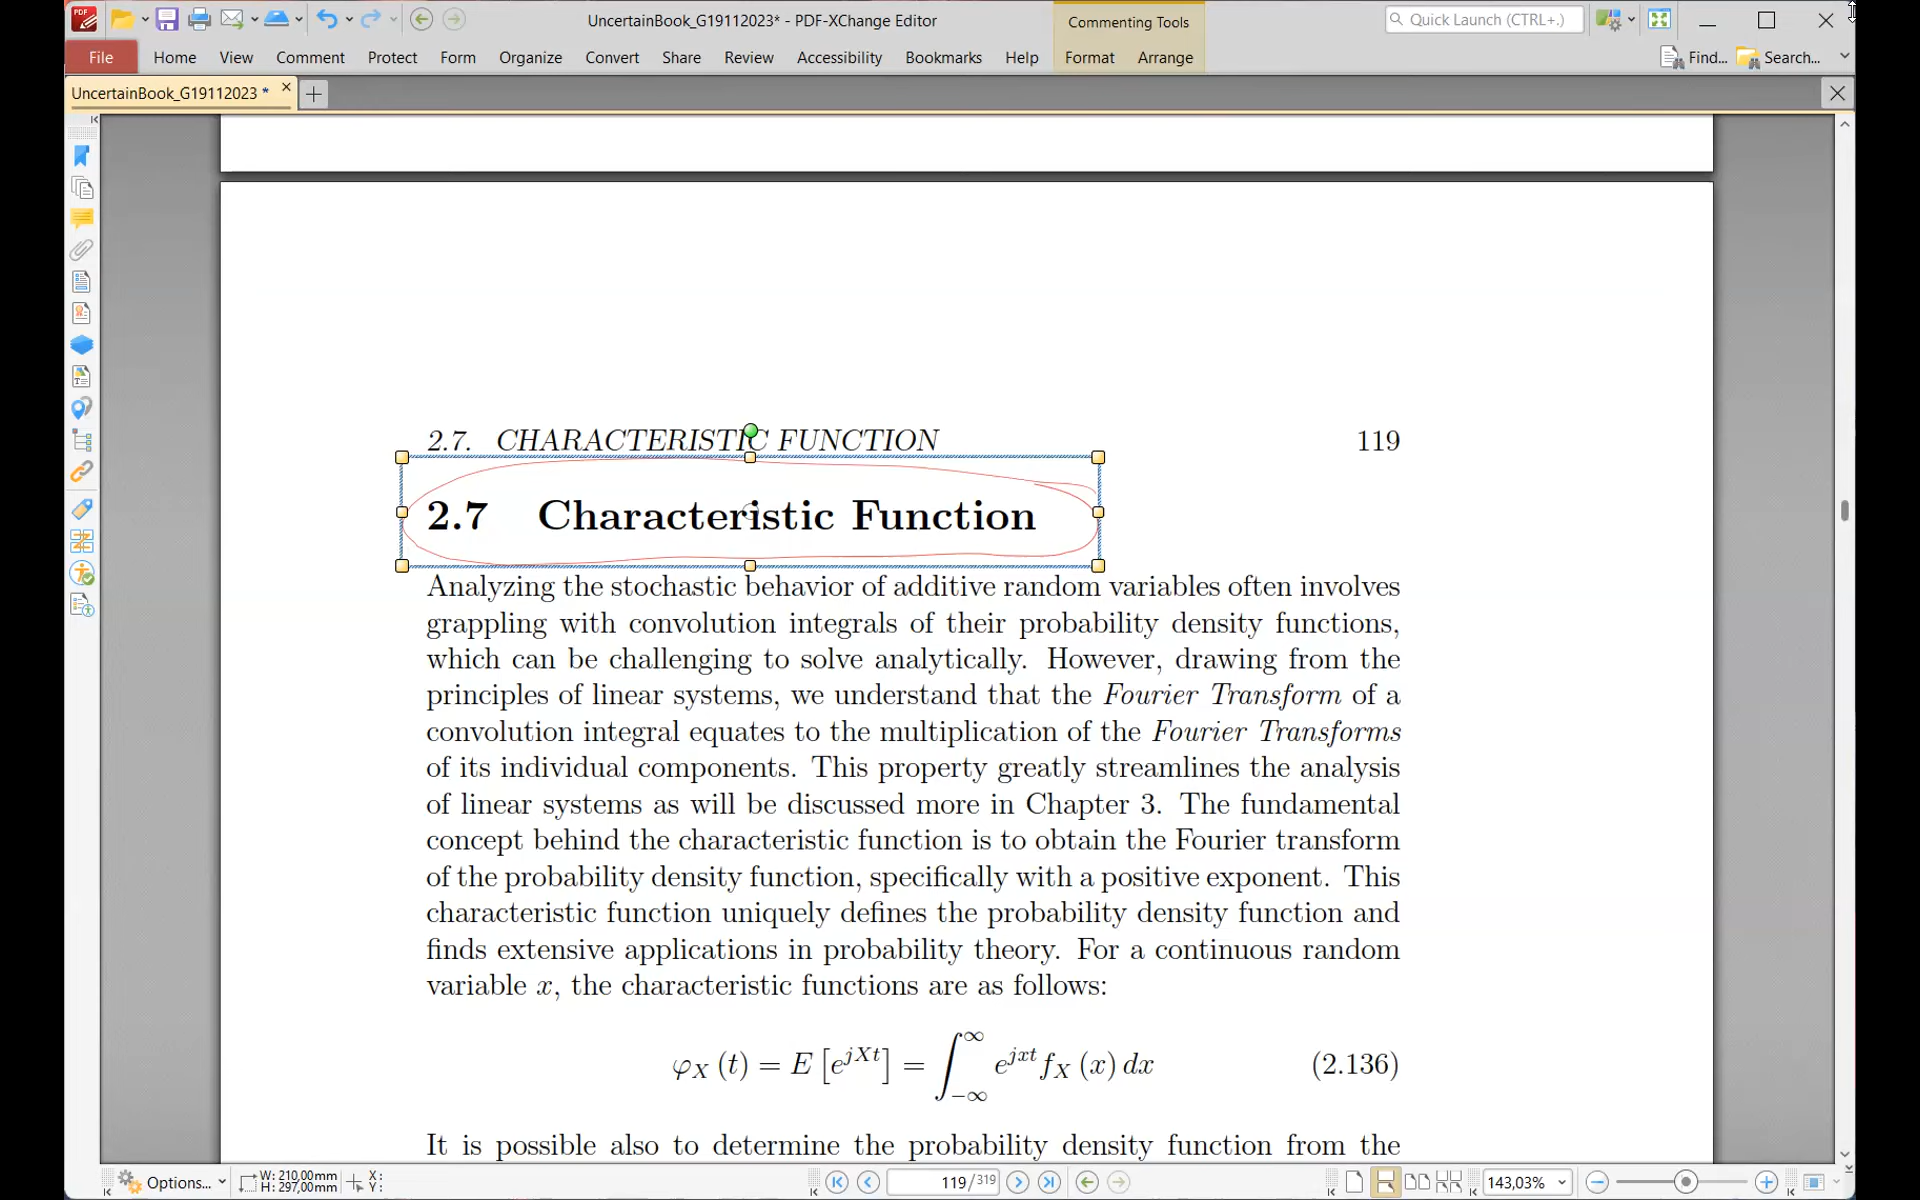 UncertainBook_G19112023* - PDF-XChange Editor
Commenting Tools
Quick Launch (CTRL+.)
File Home View Comment Protect Form Organize Convert Share Review Accessibility Bookmarks Help Format Arrange Find... Search...
UncertainBook_G19112023 *
2.7. CHARACTERISTIC FUNCTION 119
2.7 Characteristic Function
Analyzing the stochastic behavior of additive random variables often involves
grappling with convolution integrals of their probability density functions,
which can be challenging to solve analytically. However, drawing from the
principles of linear systems, we understand that the Fourier Transform of a
convolution integral equates to the multiplication of the Fourier Transforms
of its individual components. This property greatly streamlines the analysis
of linear systems as will be discussed more in Chapter 3. The fundamental
concept behind the characteristic function is to obtain the Fourier transform
of the probability density function, specifically with a positive exponent. This
characteristic function uniquely defines the probability density function and
finds extensive applications in probability theory. For a continuous random
variable x, the characteristic functions are as follows:
φ_X (t) = E [e^{jXt}] = ∫_{-∞}^{∞} e^{jxt} f_X (x) dx (2.136)
It is possible also to determine the probability density function from the
Options... W: 210,00mm H: 297,00mm X: Y: 119 / 319 143,03%